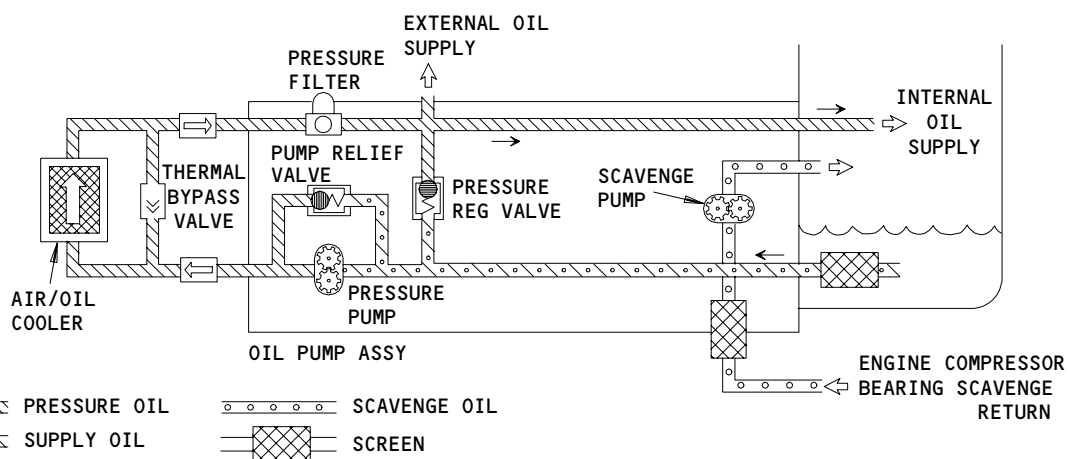 EXTERNAL OIL
SUPPLY
PRESSURE
FILTER
INTERNAL
OIL
SUPPLY
PUMP RELIEF
VALVE
THERMAL
BYPASS
VALVE
PRESSURE
REG VALVE
SCAVENGE
PUMP
AIR/OIL
COOLER
PRESSURE
PUMP
OIL PUMP ASSY
ENGINE COMPRESSOR
BEARING SCAVENGE
RETURN
PRESSURE OIL
SCAVENGE OIL
SUPPLY OIL
SCREEN